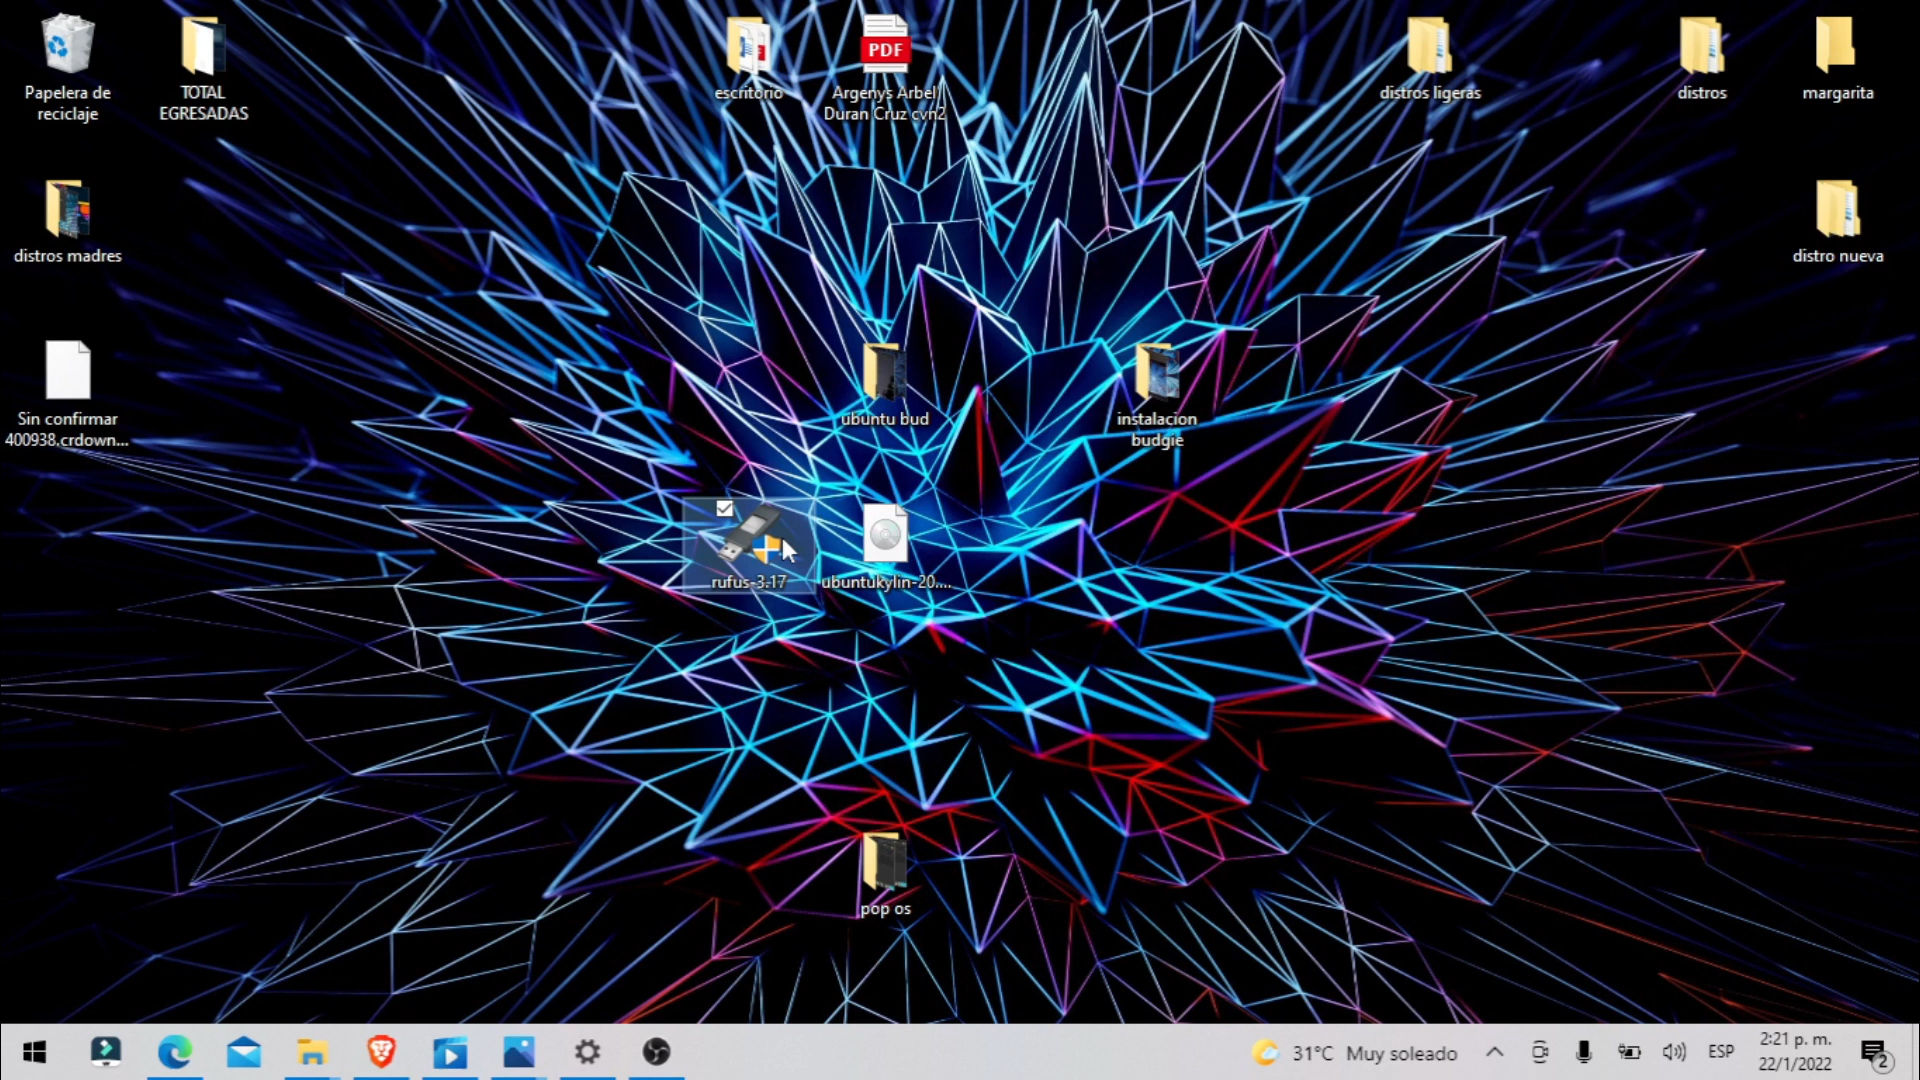 Papelera de
reciclaje
TOTAL
EGRESADAS
escritorio
PDF
Argenys Arbel
Duran Cruz cvn2
distros ligeras
distros
margarita
distros madres
distro nueva
Sin confirmar
400938.crdown...
ubuntu bud
instalacion
budgie
rufus-3.17
ubuntukylin-20....
pop os
31°C Muy soleado
ESP
2:21 p. m.
22/1/2022
2